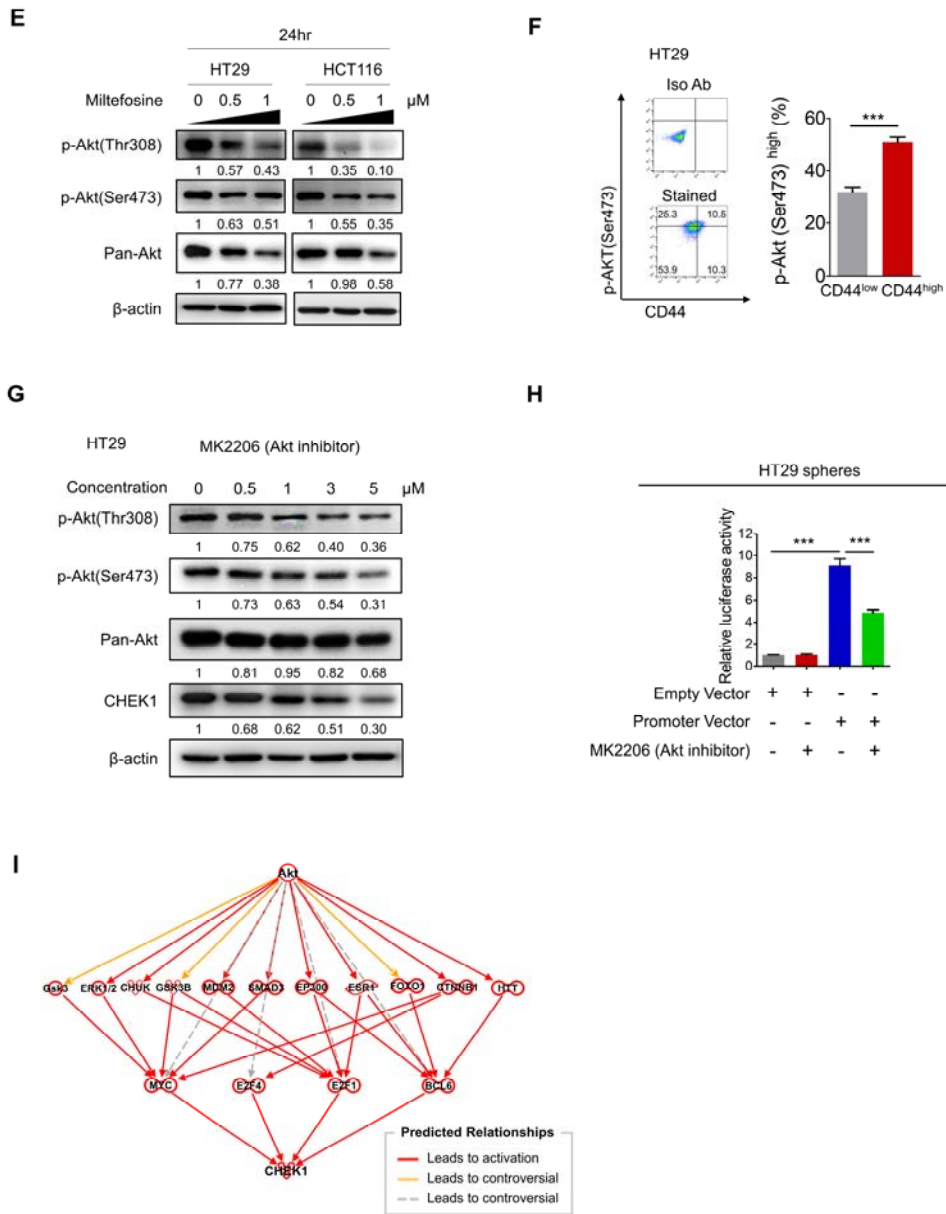 E
24hr
HT29 HCT116
Miltefosine 0 0.5 1 0 0.5 1 μM
p-Akt(Thr308)
1 0.57 0.43 1 0.35 0.10
p-Akt(Ser473)
1 0.63 0.51 1 0.55 0.35
Pan-Akt
1 0.77 0.38 1 0.98 0.58
β-actin
F
HT29
Iso Ab
Stained
25.3 10.5
53.9 10.3
p-AKT(Ser473)
CD44
p-Akt (Ser473)high (%)
60
40
20
0
***
CD44low CD44high
G
HT29 MK2206 (Akt inhibitor)
Concentration 0 0.5 1 3 5 μM
p-Akt(Thr308)
1 0.75 0.62 0.40 0.36
p-Akt(Ser473)
1 0.73 0.63 0.54 0.31
Pan-Akt
1 0.81 0.95 0.82 0.68
CHEK1
1 0.68 0.62 0.51 0.30
β-actin
H
HT29 spheres
Relative luciferase activity
12
10
8
6
4
2
0
*** ***
Empty Vector + + - -
Promoter Vector - - + +
MK2206 (Akt inhibitor) - + - +
I
Akt
Gsk3 ERK1/2 CHUK GSK3B MDM2 SMAD3 EP300 ESR1 FOXO1 CTNNB1 HTT
MYC E2F4 E2F1 BCL6
CHEK1
Predicted Relationships
Leads to activation
Leads to controversial
Leads to controversial